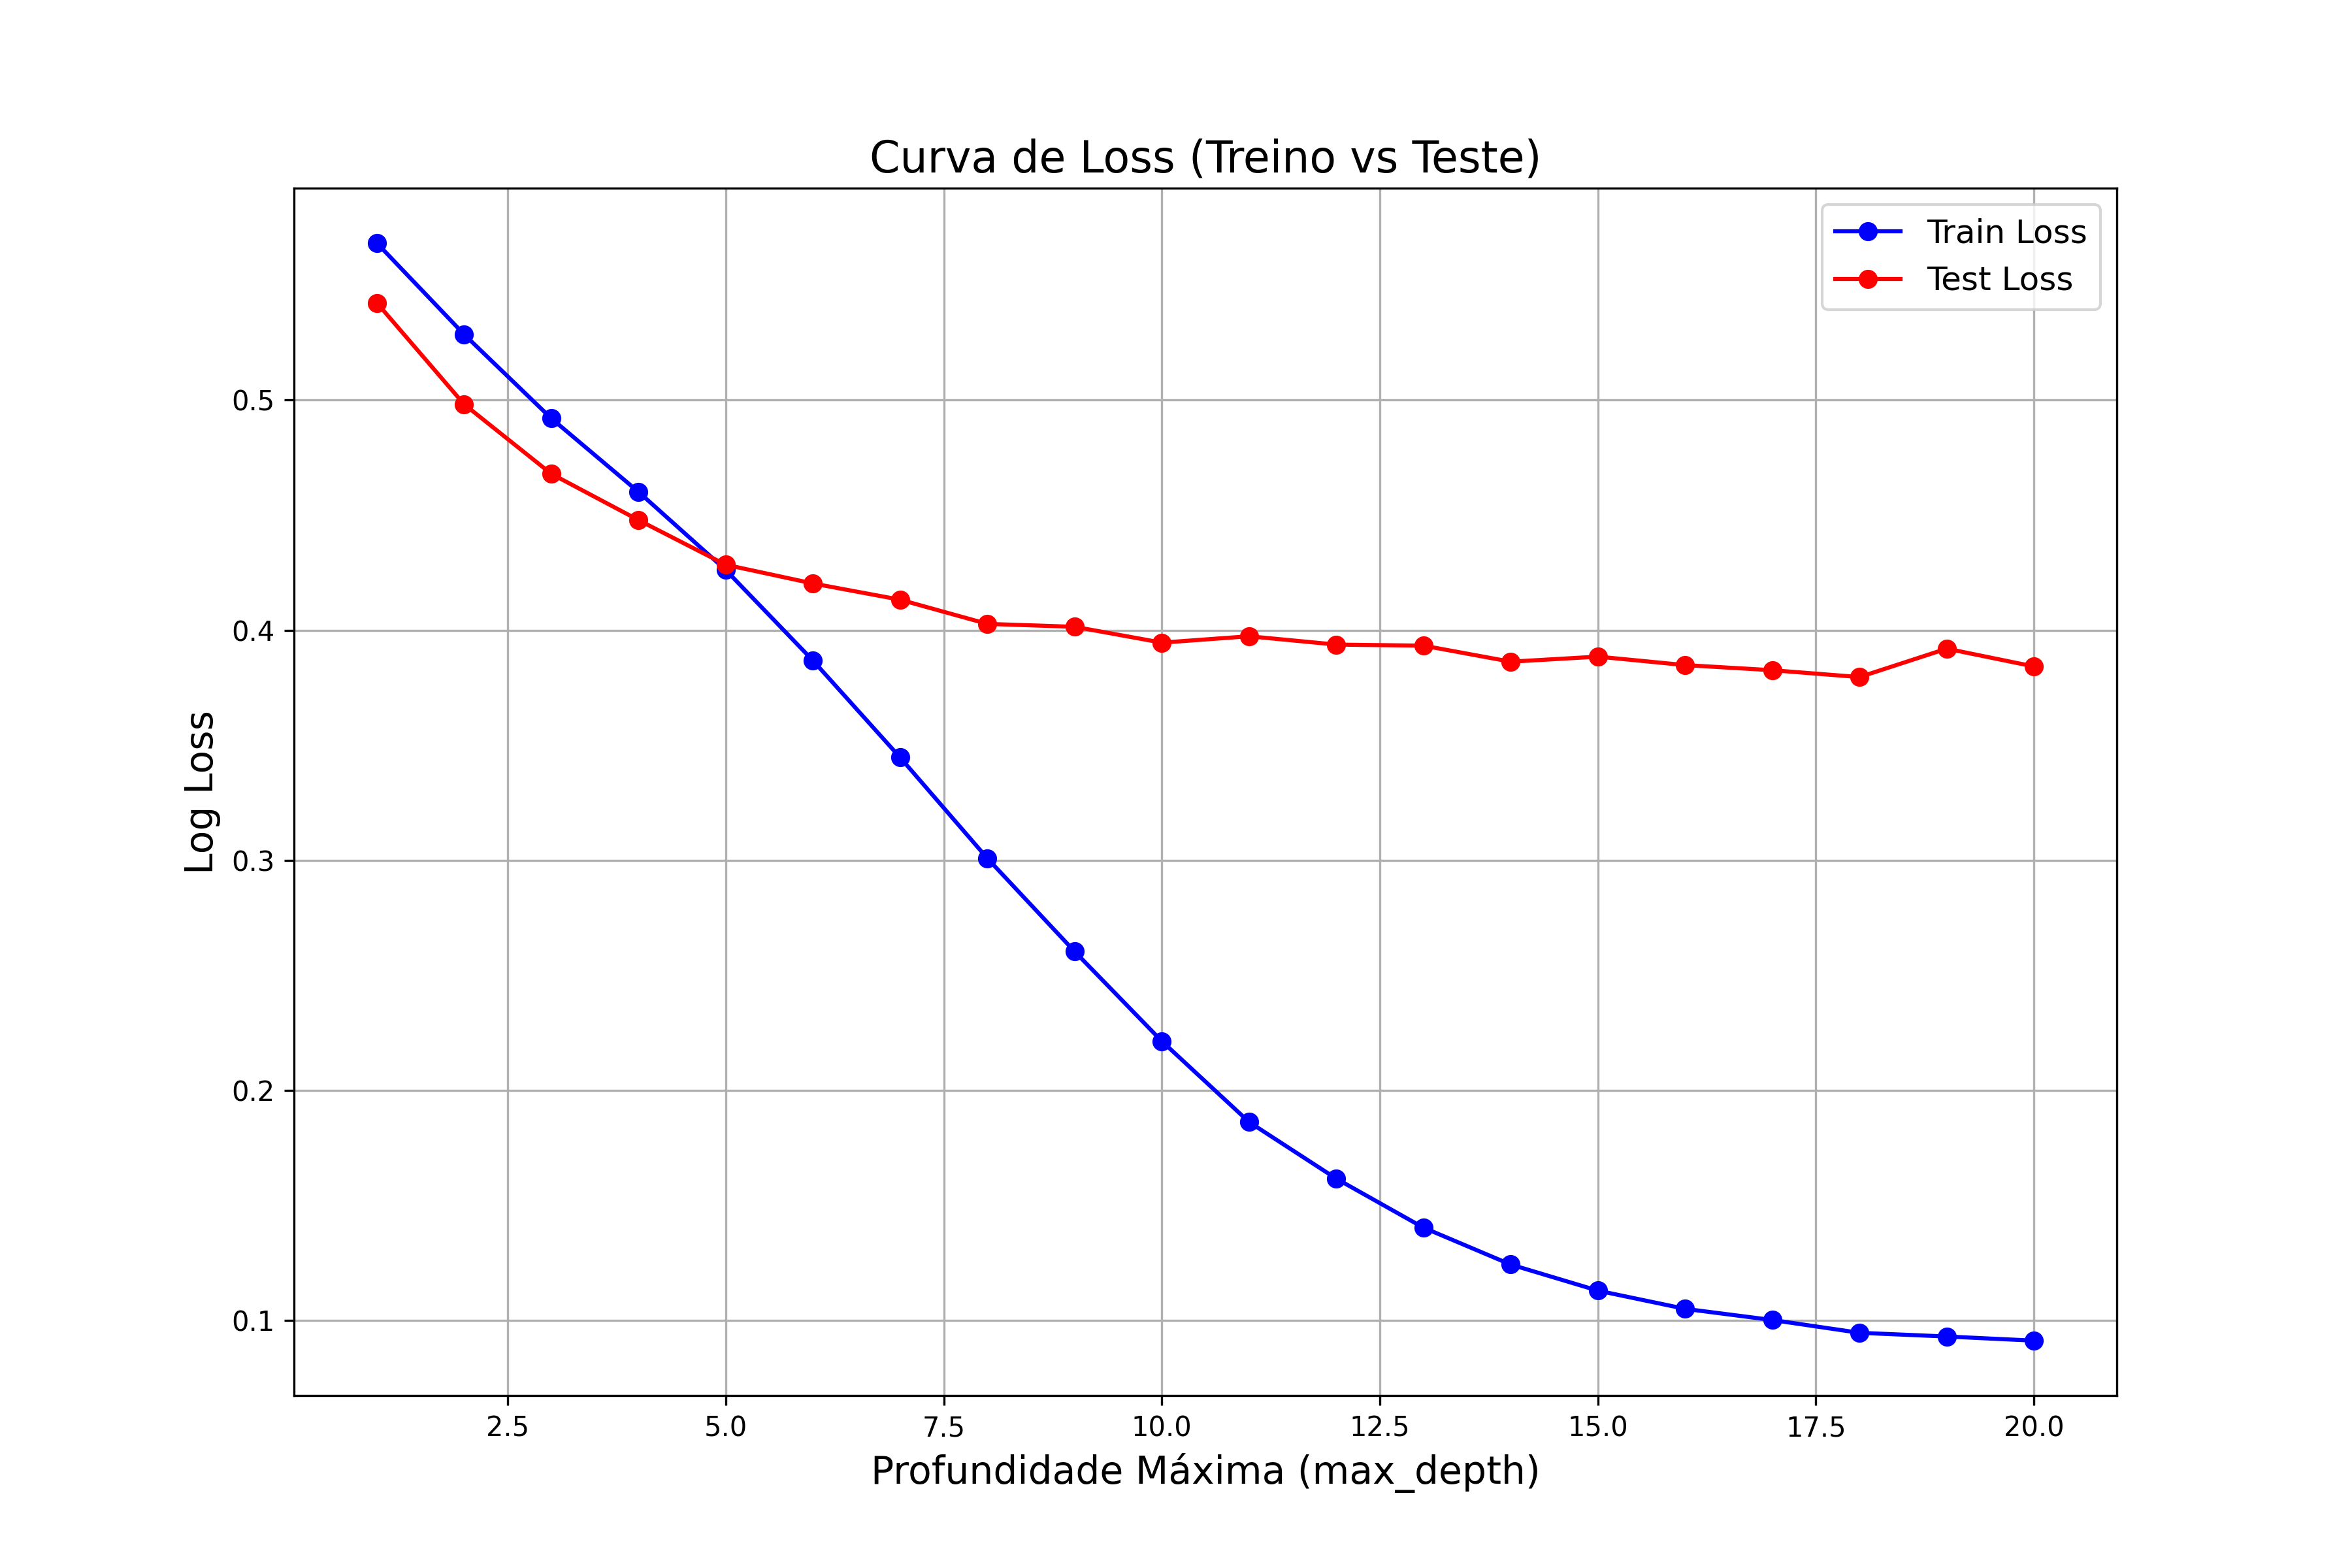 Curva de Loss (Treino vs Teste)
Train Loss
Test Loss
Log Loss
0.5
0.4
0.3
0.2
0.1
2.5 5.0 7.5 10.0 12.5 15.0 17.5 20.0
Profundidade Máxima (max_depth)